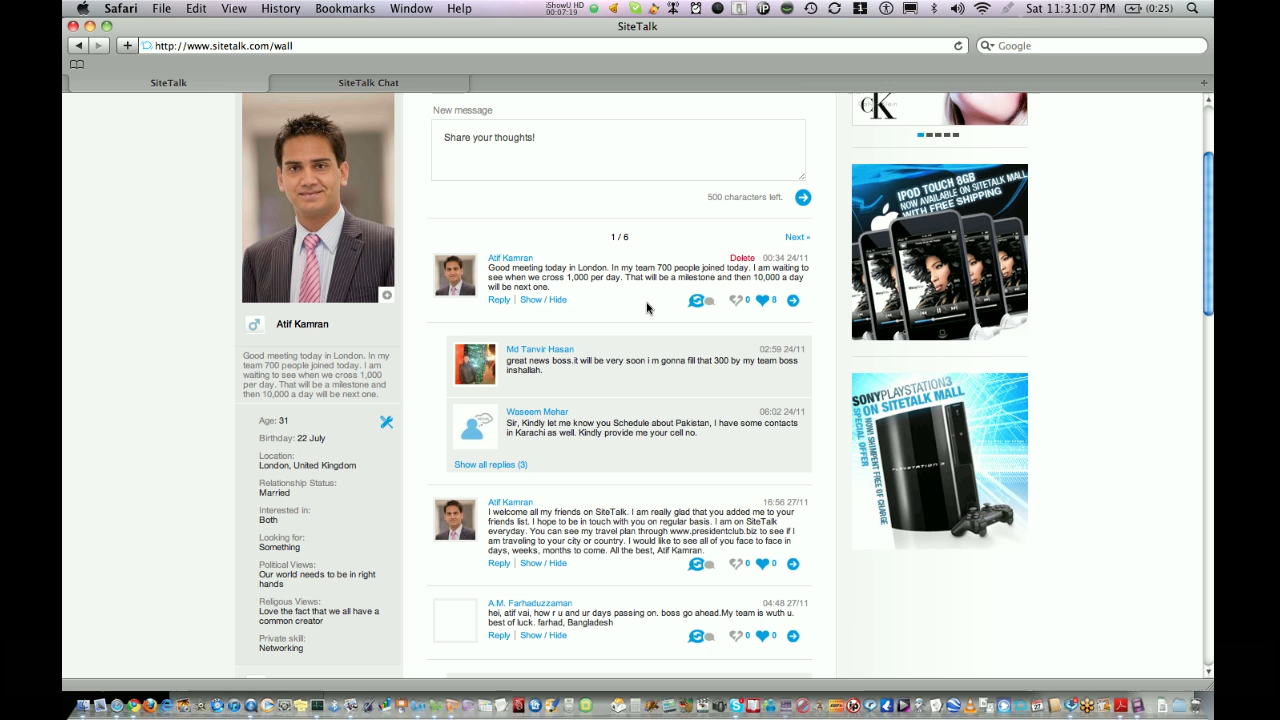 Safari File Edit View History Bookmarks Window Help iShowU HD 00:07:19 Sat 11:31:07 AM (0:25)
SiteTalk
http://www.sitetalk.com/wall
Google
SiteTalk
SiteTalk Chat
CK
New message
Share your thoughts!
500 characters left.
1 / 6
Next »
Atif Kamran
Delete 00:34 24/11
Good meeting today in London. In my team 700 people joined today. I am waiting to
see when we cross 1,000 per day. That will be a milestone and then 10,000 a day
will be next one.
Reply | Show / Hide
0 8
Md Tanvir Hasan
02:59 24/11
great news boss.it will be very soon i m gonna fill that 300 by my team boss
inshallah.
Waseem Mehar
06:02 24/11
Sir, Kindly let me know you Schedule about Pakistan, I have some contacts
in Karachi as well. Kindly provide me your cell no.
Show all replies (3)
Atif Kamran
16:56 27/11
I welcome all my friends on SiteTalk. I am really glad that you added me to your
friends list. I hope to be in touch with you on regular basis. I am on SiteTalk
everyday. You can see my travel plan through www.presidentclub.biz to see if I
am traveling to your city or country. I would like to see all of you face to face in
days, weeks, months to come. All the best, Atif Kamran.
Reply | Show / Hide
0 0
A.M. Farhaduzzaman
04:48 27/11
hei, atif vai, how r u and ur days passing on. boss go ahead.My team is wuth u.
best of luck. farhad, Bangladesh
Reply | Show / Hide
0 0
Atif Kamran
Good meeting today in London. In my
team 700 people joined today. I am
waiting to see when we cross 1,000
per day. That will be a milestone and
then 10,000 a day will be next one.
Age: 31
Birthday: 22 July
Location:
London, United Kingdom
Relationship Status:
Married
Interested in:
Both
Looking for:
Something
Political Views:
Our world needs to be in right
hands
Religous Views:
Love the fact that we all have a
common creator
Private skill:
Networking
IPOD TOUCH 8GB
NOW AVAILABLE ON SITETALK MALL
WITH FREE SHIPPING
SONY PLAYSTATION3
ON SITETALK MALL
SPECIAL OFFER
NOW! SHIMPENT FREE OF CHARGE